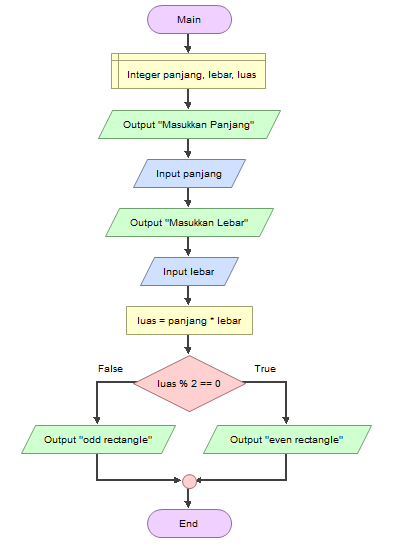 Main
Integer panjang, lebar, luas
Output "Masukkan Panjang"
Input panjang
Output "Masukkan Lebar"
Input lebar
luas = panjang * lebar
False
True
luas % 2 == 0
Output "odd rectangle"
Output "even rectangle"
End